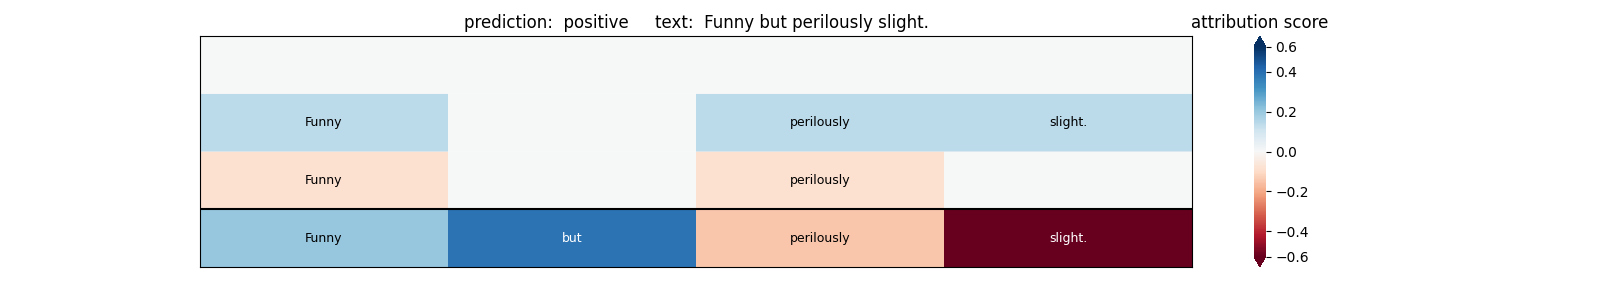 prediction:  positive     text:  Funny but perilously slight.
attribution score
Funny perilously slight.
Funny perilously
Funny but perilously slight.
0.6
0.4
0.2
0.0
−0.2
−0.4
−0.6